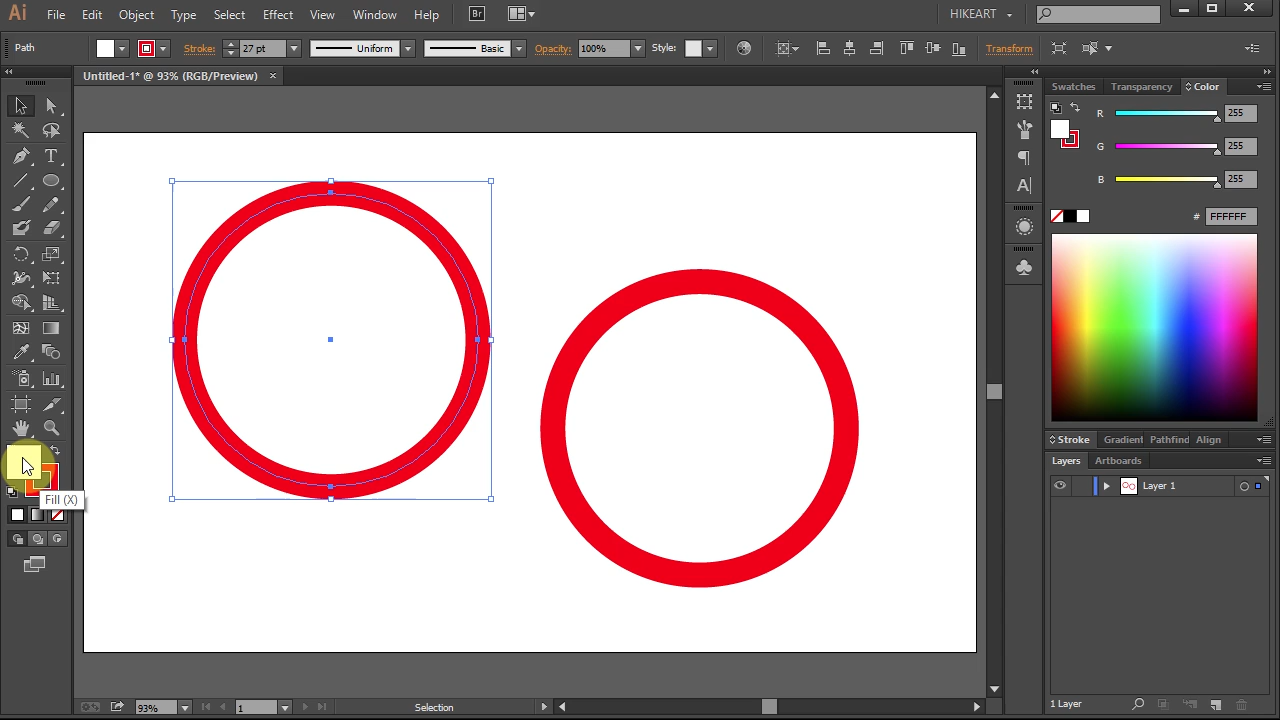 Ai File Edit Object Type Select Effect View Window Help Br HIKEART
Path Stroke: 27 pt Uniform Basic Opacity: 100% Style: Transform
Untitled-1* @ 93% (RGB/Preview) ×
Swatches Transparency Color
R 255
G 255
B 255
# FFFFFF
Stroke Gradient Pathfind Align
Layers Artboards
Layer 1
Fill (X)
93% 1 Selection
1 Layer